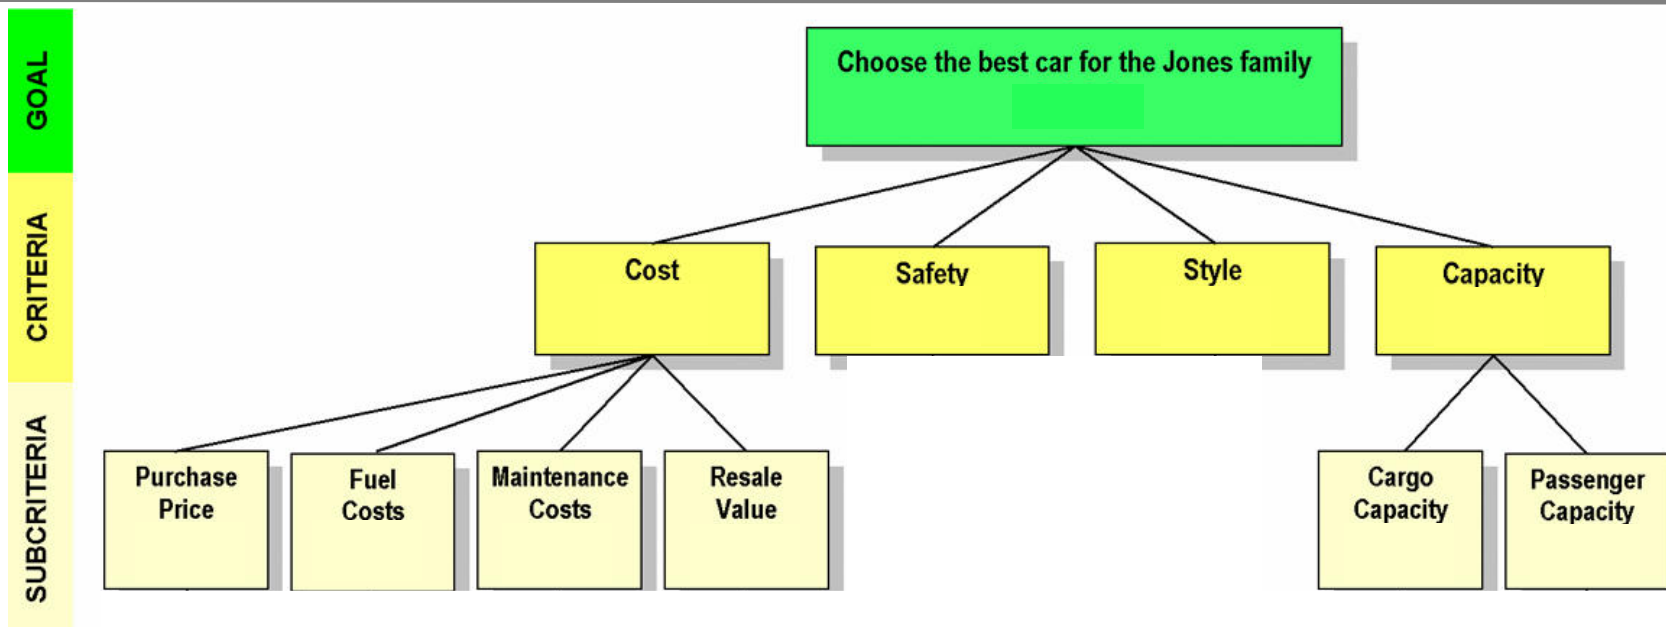 GOAL
Choose the best car for the Jones family
CRITERIA
Cost
Safety
Style
Capacity
SUBCRITERIA
Purchase
Price
Fuel
Costs
Maintenance
Costs
Resale
Value
Cargo
Capacity
Passenger
Capacity